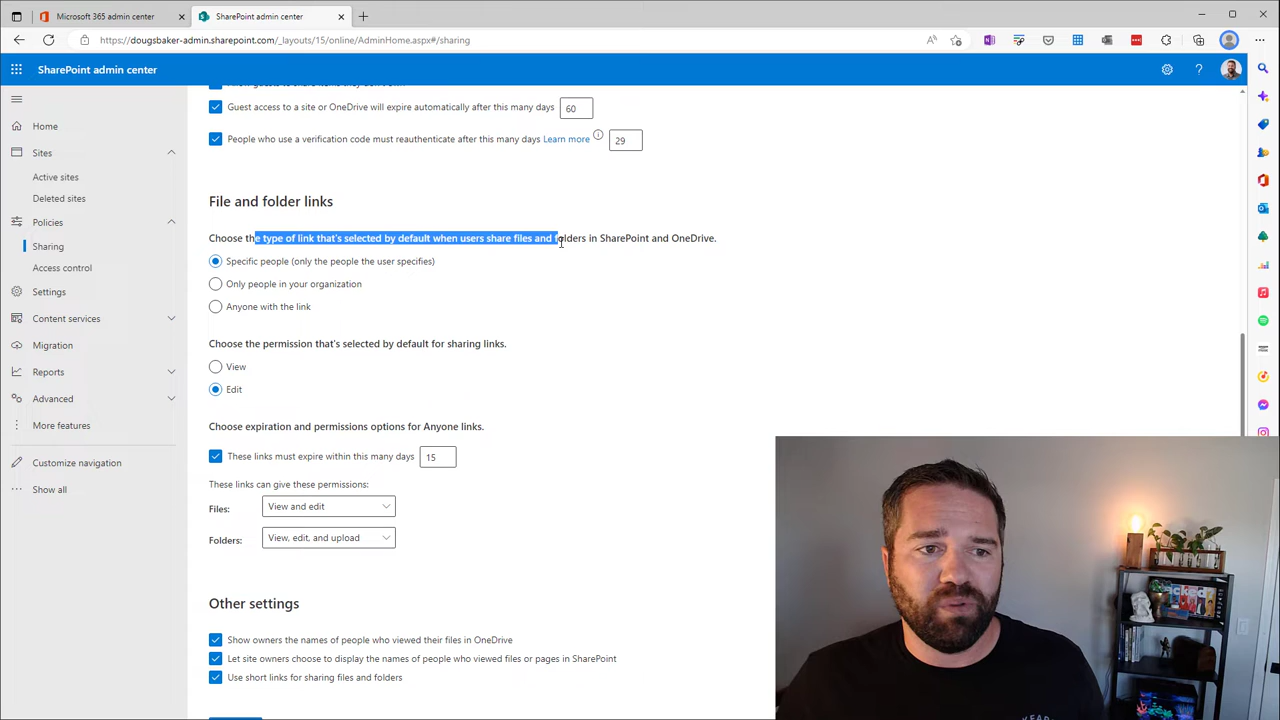 Microsoft 365 admin center
SharePoint admin center
https://dougsbaker-admin.sharepoint.com/_layouts/15/online/AdminHome.aspx#/sharing
SharePoint admin center
Guest access to a site or OneDrive will expire automatically after this many days 60
People who use a verification code must reauthenticate after this many days Learn more 29
Home
Sites
Active sites
Deleted sites
Policies
Sharing
Access control
Settings
Content services
Migration
Reports
Advanced
More features
Customize navigation
Show all
File and folder links
Choose the type of link that's selected by default when users share files and folders in SharePoint and OneDrive.
Specific people (only the people the user specifies)
Only people in your organization
Anyone with the link
Choose the permission that's selected by default for sharing links.
View
Edit
Choose expiration and permissions options for Anyone links.
These links must expire within this many days 15
These links can give these permissions:
Files: View and edit
Folders: View, edit, and upload
Other settings
Show owners the names of people who viewed their files in OneDrive
Let site owners choose to display the names of people who viewed files or pages in SharePoint
Use short links for sharing files and folders